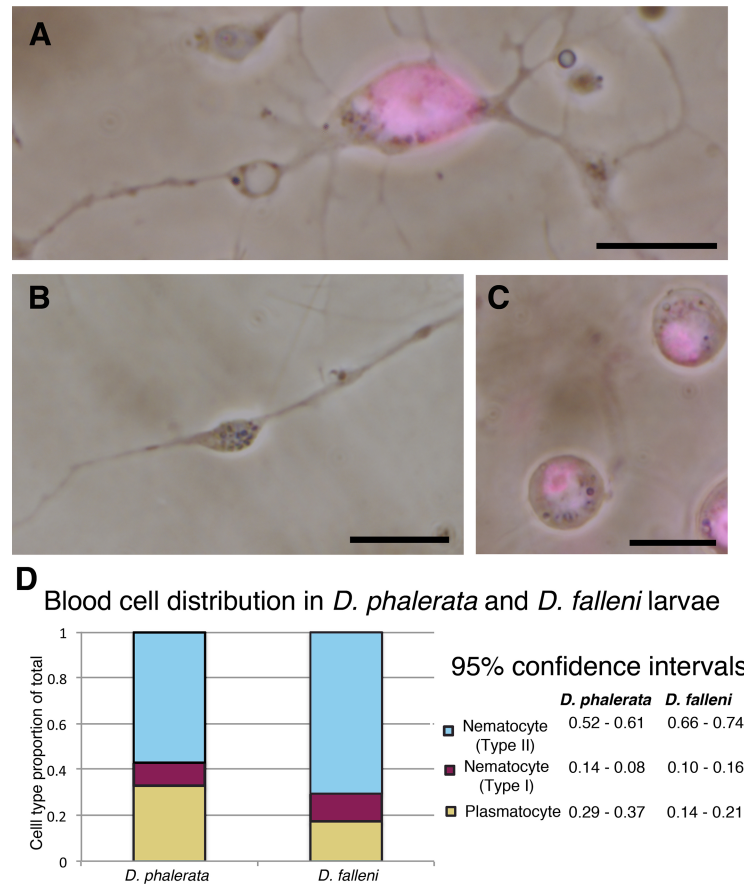 A
B
C
D
Blood cell distribution in D. phalerata and D. falleni larvae
Celll type proportion of total
1
0.8
0.6
0.4
0.2
0
D. phalerata
D. falleni
95% confidence intervals
D. phalerata D. falleni
Nematocyte 0.52 - 0.61 0.66 - 0.74
(Type II)
Nematocyte 0.14 - 0.08 0.10 - 0.16
(Type I)
Plasmatocyte 0.29 - 0.37 0.14 - 0.21